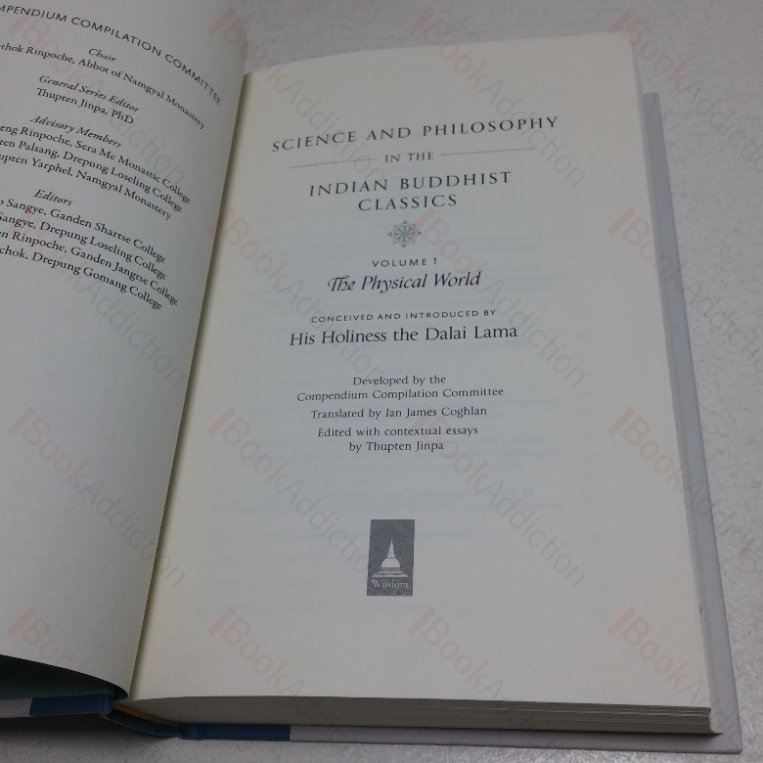 COMPENDIUM COMPILATION COMMITTEE
Chair
Rinpoche, Abbot of Namgyal Monastery
General Series Editor
Thupten Jinpa, PhD
Advisory Members
Rinpoche, Sera Me Monastic College
Palsang, Drepung Loseling College
Yarphel, Namgyal Monastery
Editors
Sangye, Ganden Shartse College
Drepung Loseling College
Rinpoche, Ganden Jangtse College
Drepung Gomang College
SCIENCE AND PHILOSOPHY
IN THE
INDIAN BUDDHIST
CLASSICS
VOLUME 1
The Physical World
CONCEIVED AND INTRODUCED BY
His Holiness the Dalai Lama
Developed by the
Compendium Compilation Committee
Translated by Ian James Coghlan
Edited with contextual essays
by Thupten Jinpa
Wisdom
BookAddiction